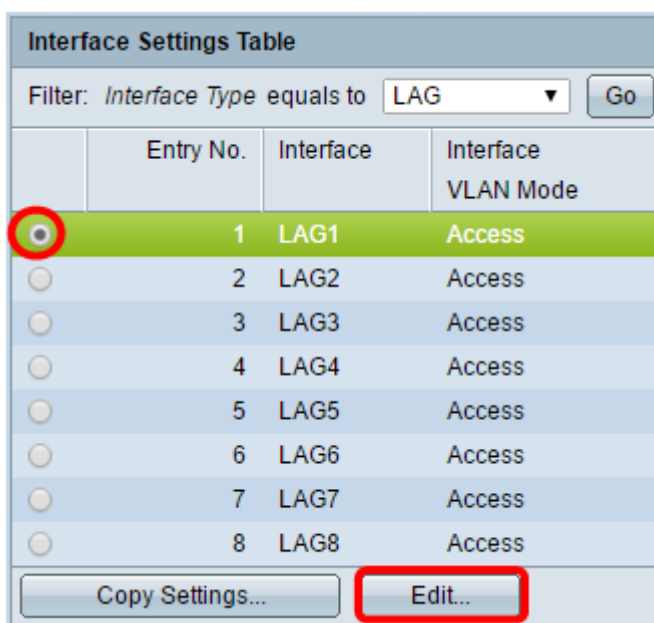 Interface Settings Table
Filter: Interface Type equals to LAG Go
Entry No. Interface Interface
VLAN Mode
1 LAG1 Access
2 LAG2 Access
3 LAG3 Access
4 LAG4 Access
5 LAG5 Access
6 LAG6 Access
7 LAG7 Access
8 LAG8 Access
Copy Settings... Edit...